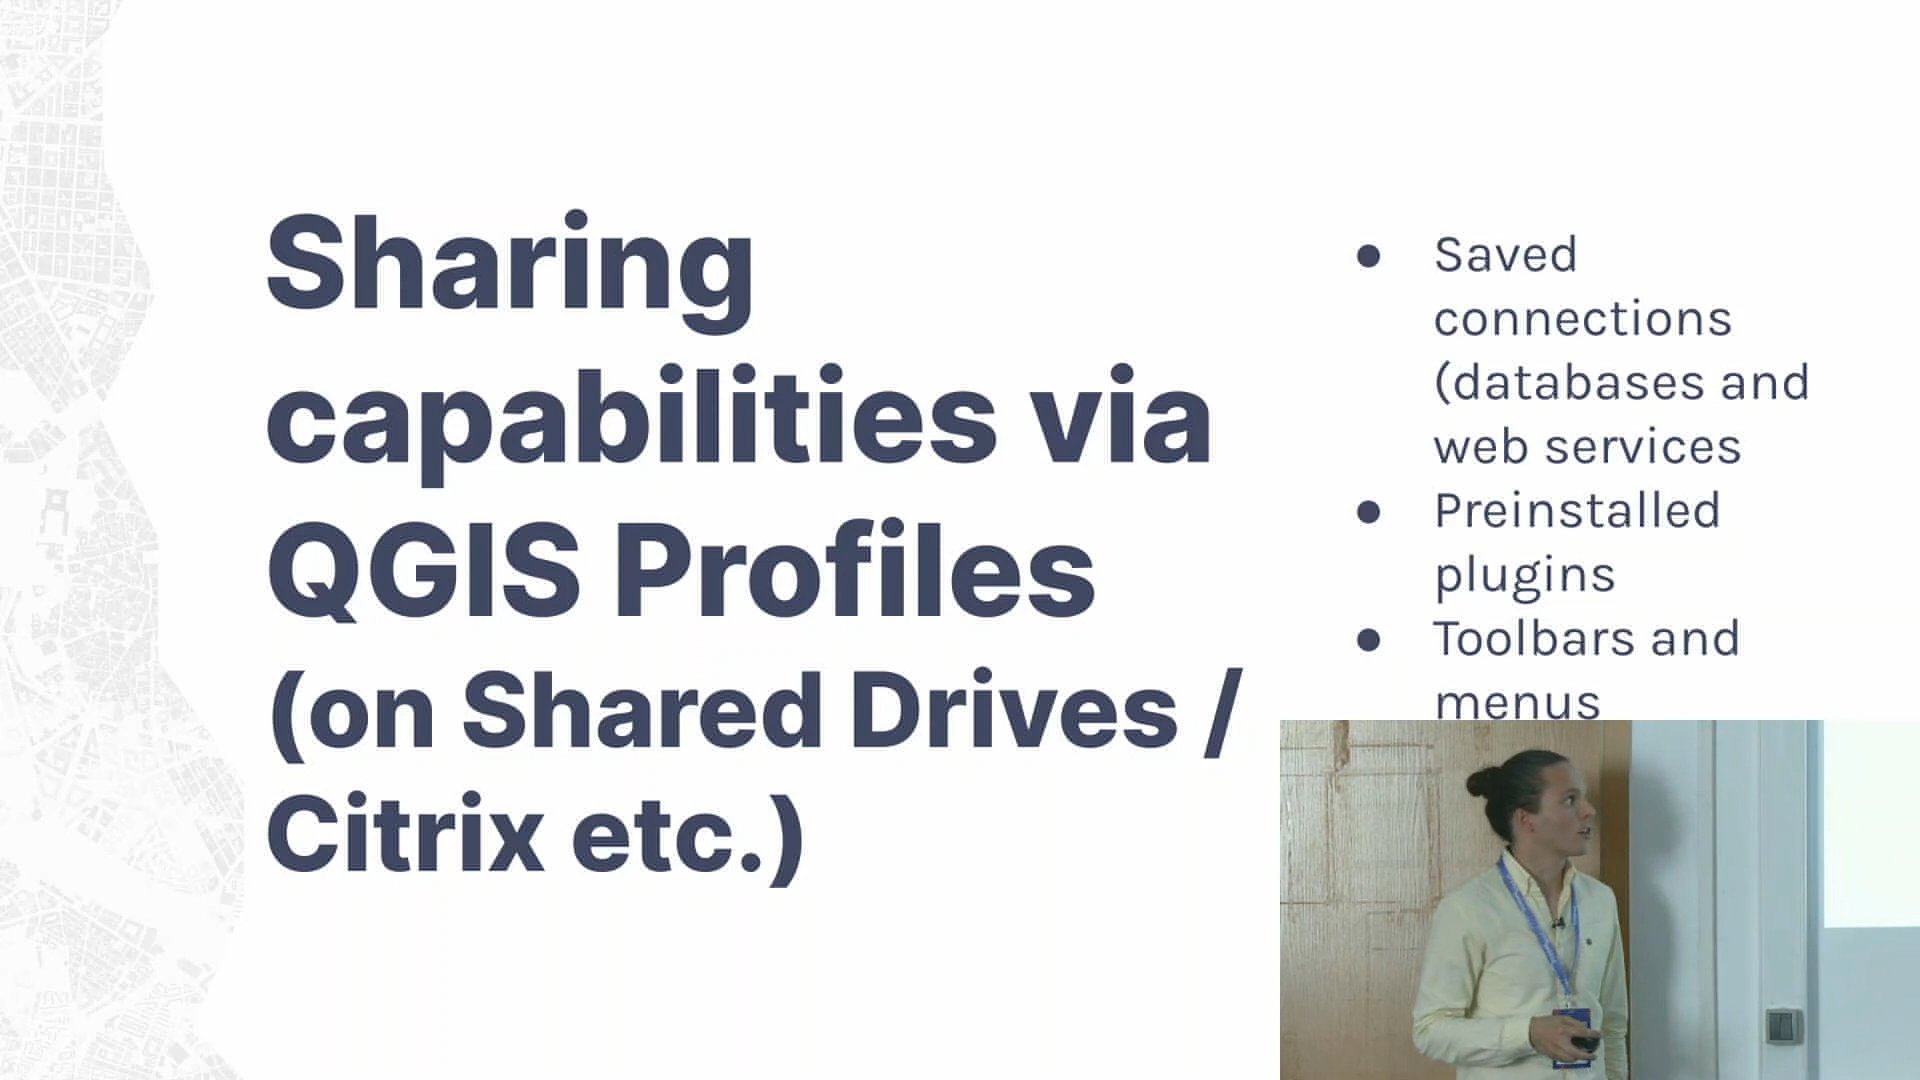 Sharing
capabilities via
QGIS Profiles
(on Shared Drives /
Citrix etc.)
● Saved
connections
(databases and
web services
● Preinstalled
plugins
● Toolbars and
menus